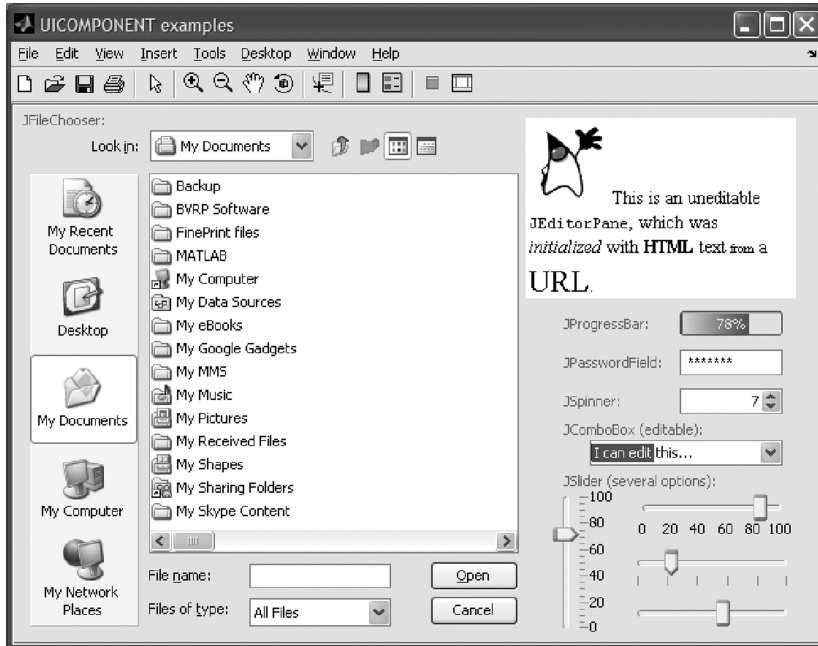 UICOMPONENT examples
File Edit View Insert Tools Desktop Window Help
JFileChooser:
Look in: My Documents
My Recent Documents
Desktop
My Documents
My Computer
My Network Places
Backup
BVRP Software
FinePrint files
MATLAB
My Computer
My Data Sources
My eBooks
My Google Gadgets
My MMS
My Music
My Pictures
My Received Files
My Shapes
My Sharing Folders
My Skype Content
File name:
Open
Files of type: All Files
Cancel
This is an uneditable
JEditorPane, which was
initialized with HTML text from a
URL.
JProgressBar: 78%
JPasswordField: *******
JSpinner: 7
JComboBox (editable):
I can edit this...
JSlider (several options):
100
80
60
40
20
0
0 20 40 60 80 100